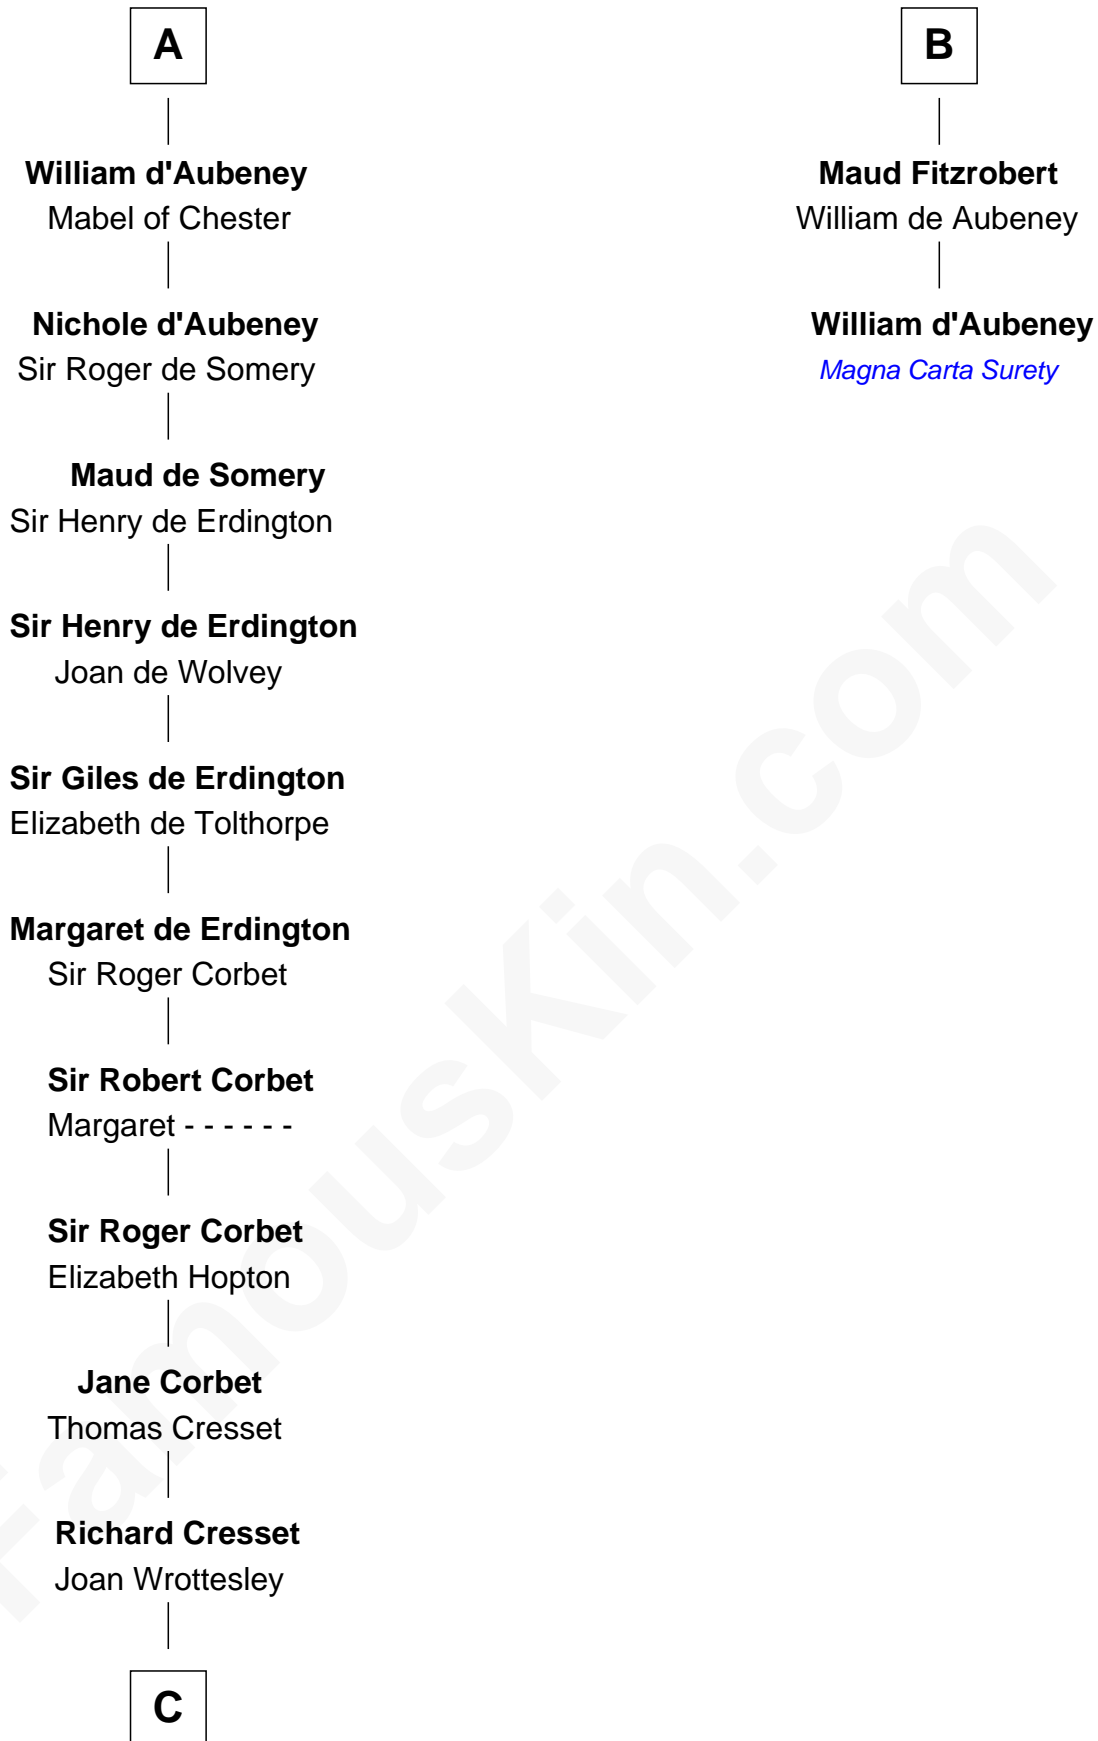 A
B
William d'Aubeney
Mabel of Chester
Maud Fitzrobert
William de Aubeney
Nichole d'Aubeney
Sir Roger de Somery
William d'Aubeney
Magna Carta Surety
Maud de Somery
Sir Henry de Erdington
Sir Henry de Erdington
Joan de Wolvey
Sir Giles de Erdington
Elizabeth de Tolthorpe
Margaret de Erdington
Sir Roger Corbet
Sir Robert Corbet
Margaret - - - - - -
Sir Roger Corbet
Elizabeth Hopton
Jane Corbet
Thomas Cresset
Richard Cresset
Joan Wrottesley
C
FamousKin.com